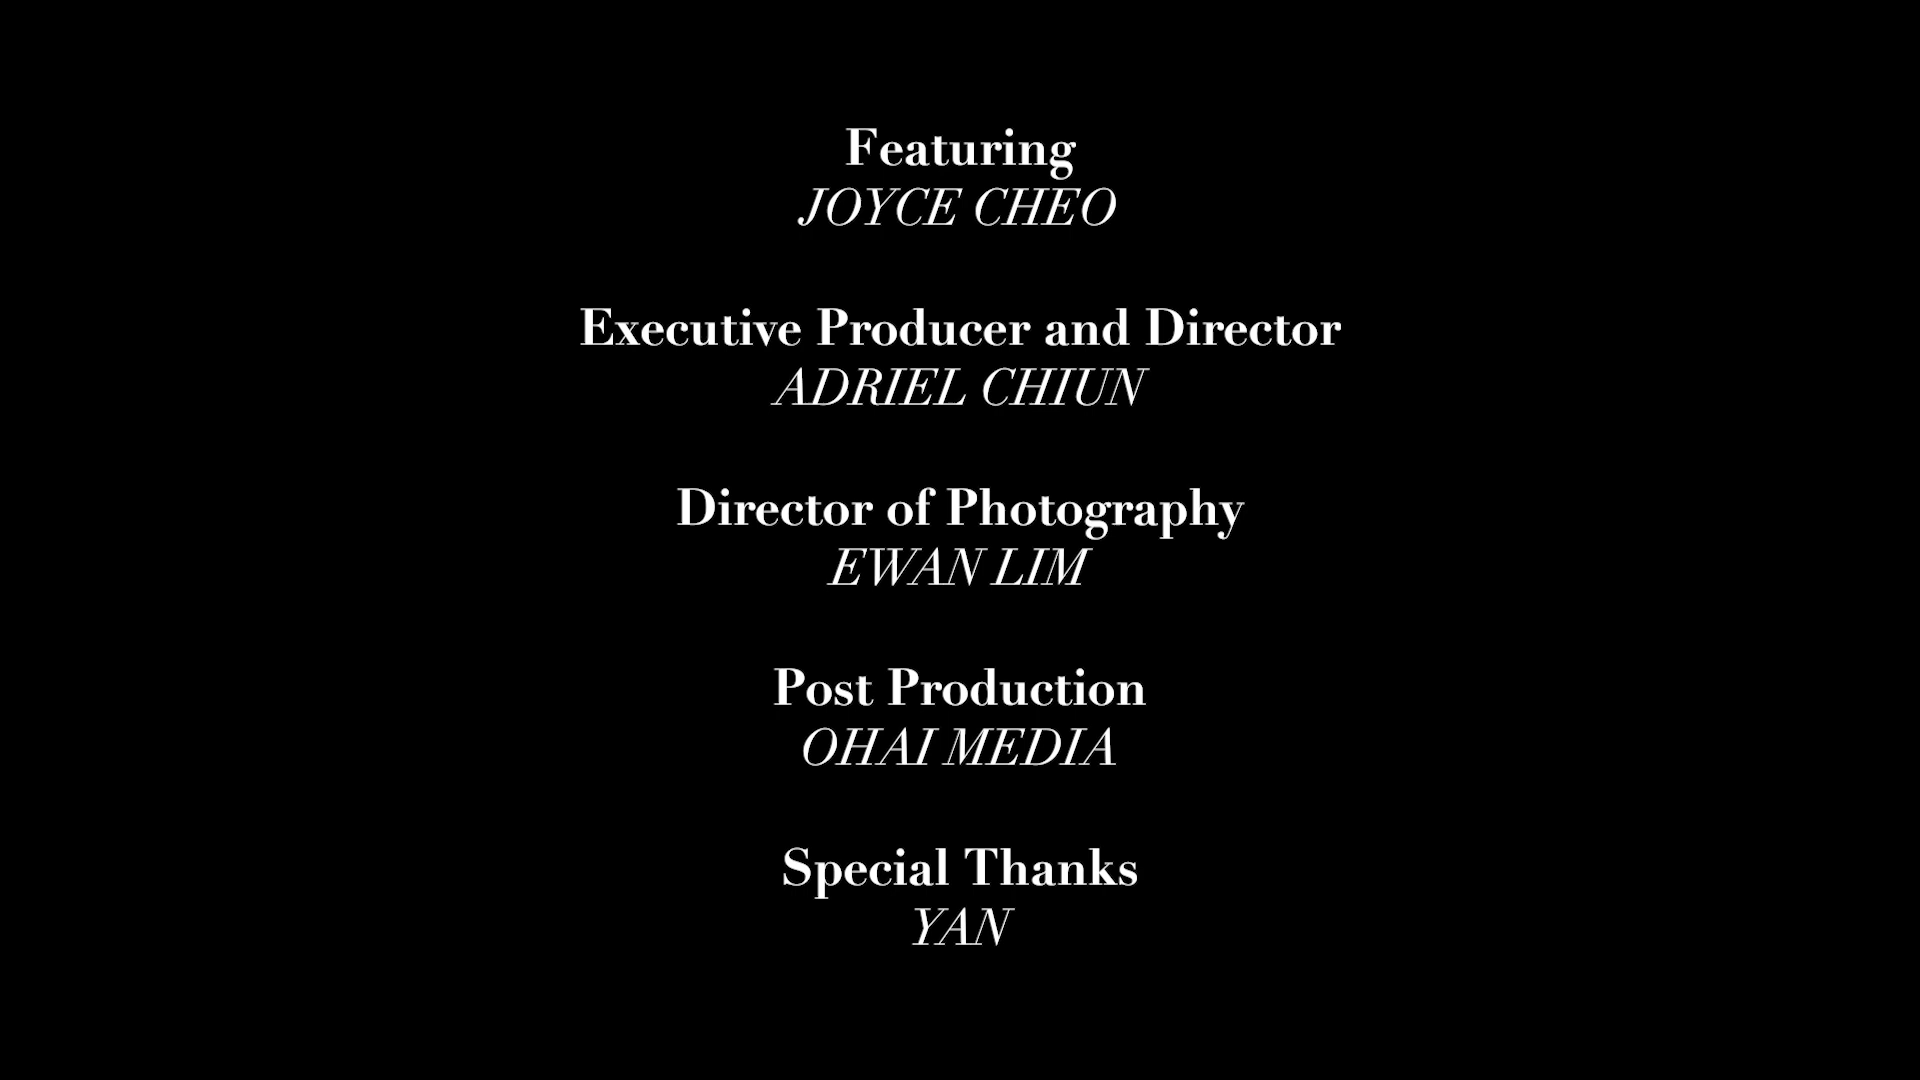 Featuring
JOYCE CHEO
Executive Producer and Director
ADRIEL CHIUN
Director of Photography
EWAN LIM
Post Production
OHAI MEDIA
Special Thanks
YAN